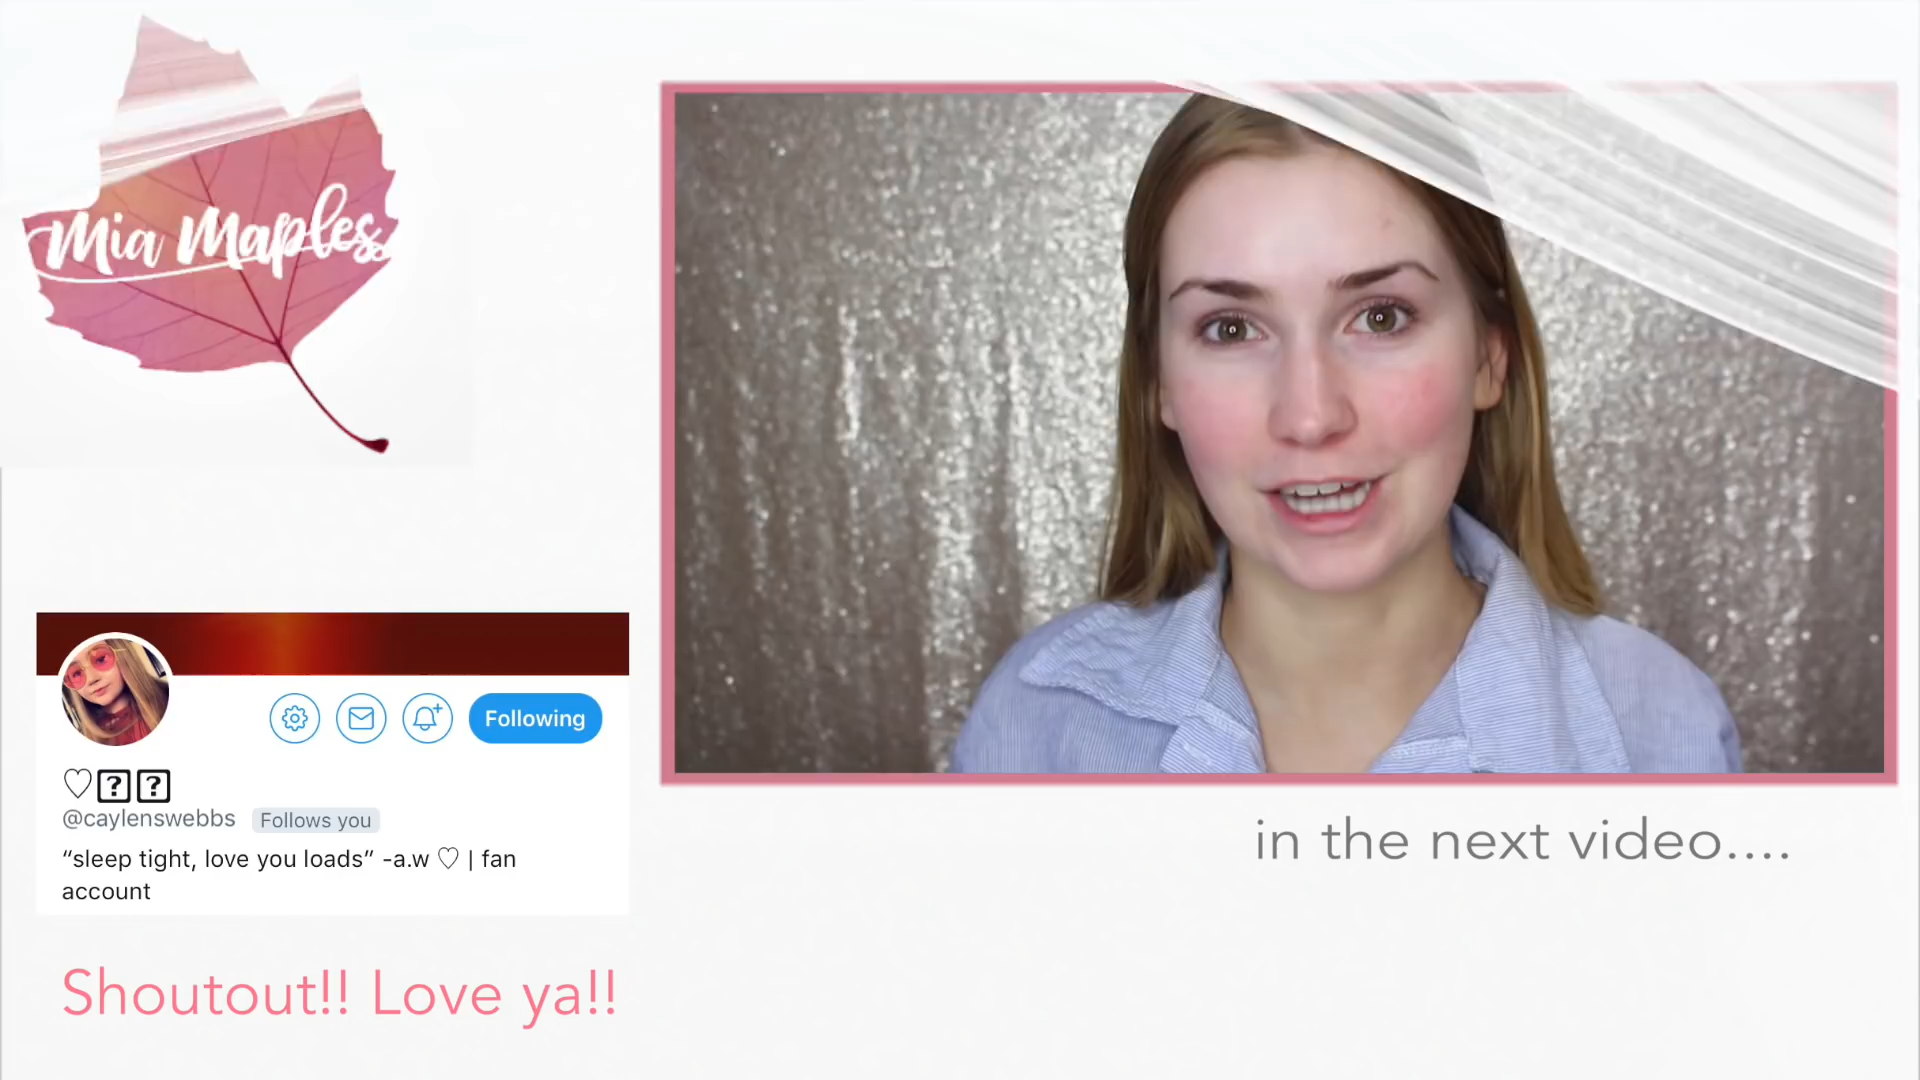 Mia Maples
Following
♡⍰⍰
@caylenswebbs Follows you
“sleep tight, love you loads” -a.w ♡ | fan
account
in the next video....
Shoutout!! Love ya!!